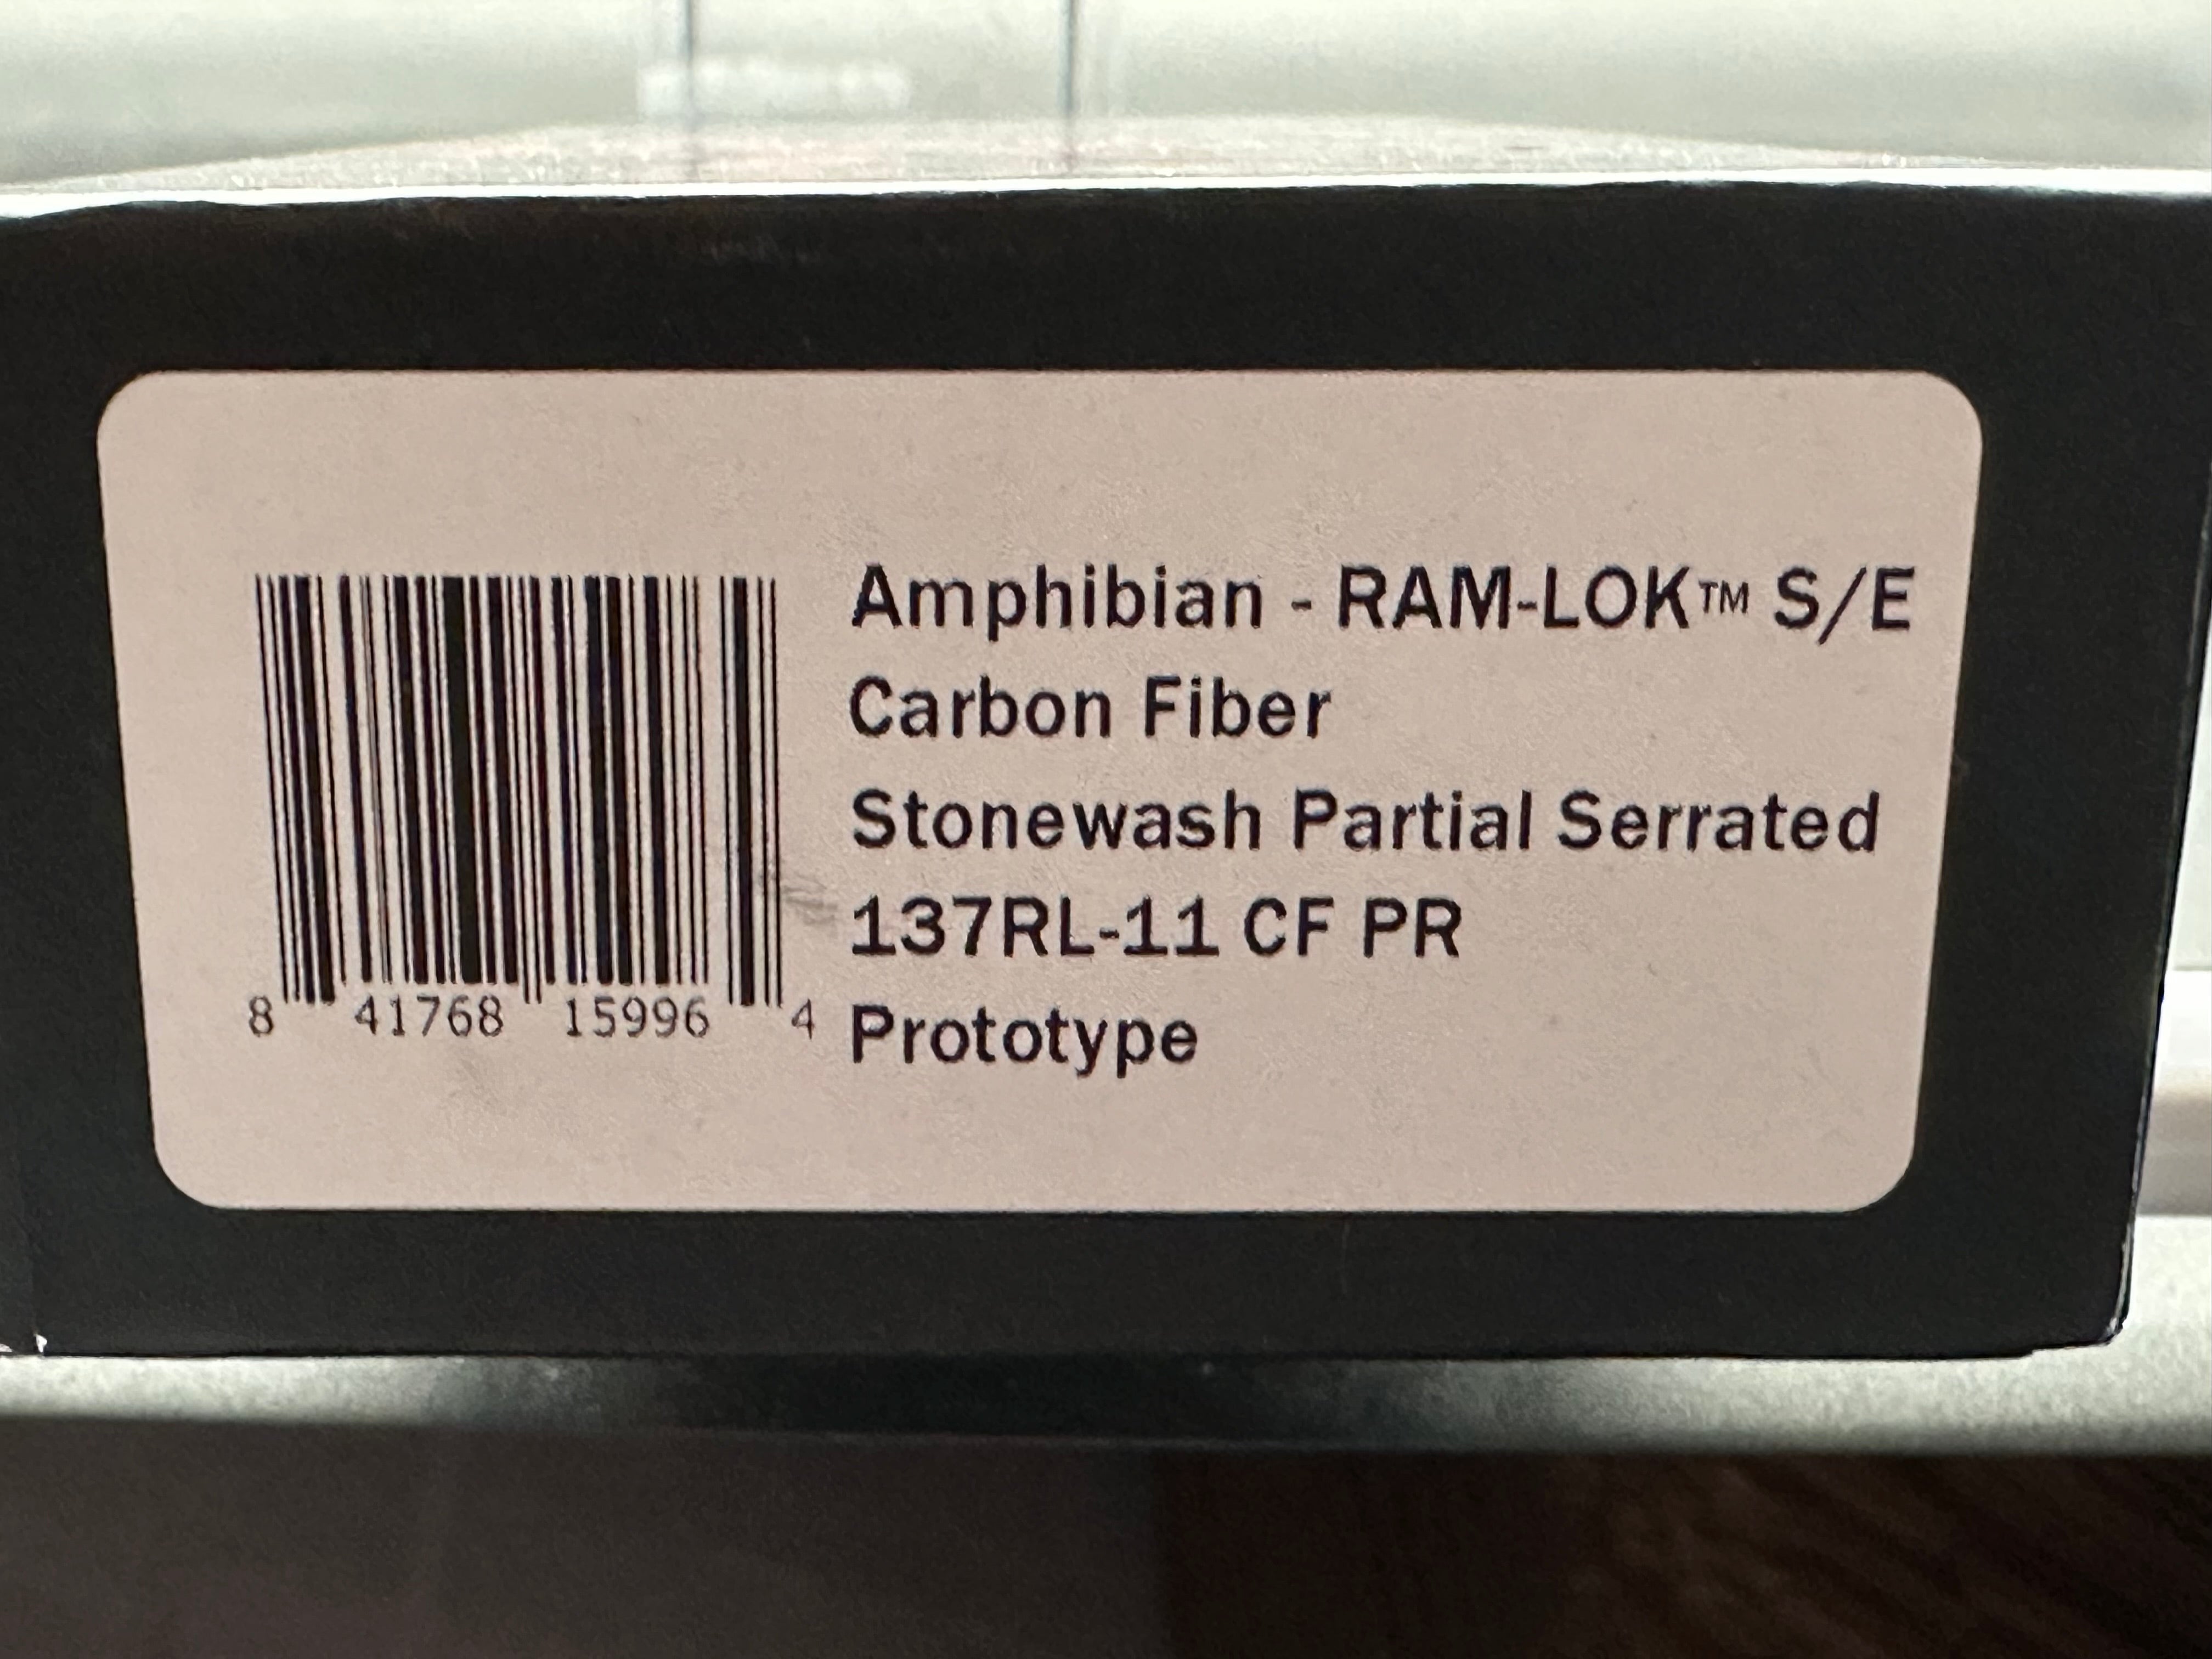 Amphibian - RAM-LOK™ S/E
Carbon Fiber
Stonewash Partial Serrated
137RL-11 CF PR
Prototype
8 41768 15996 4